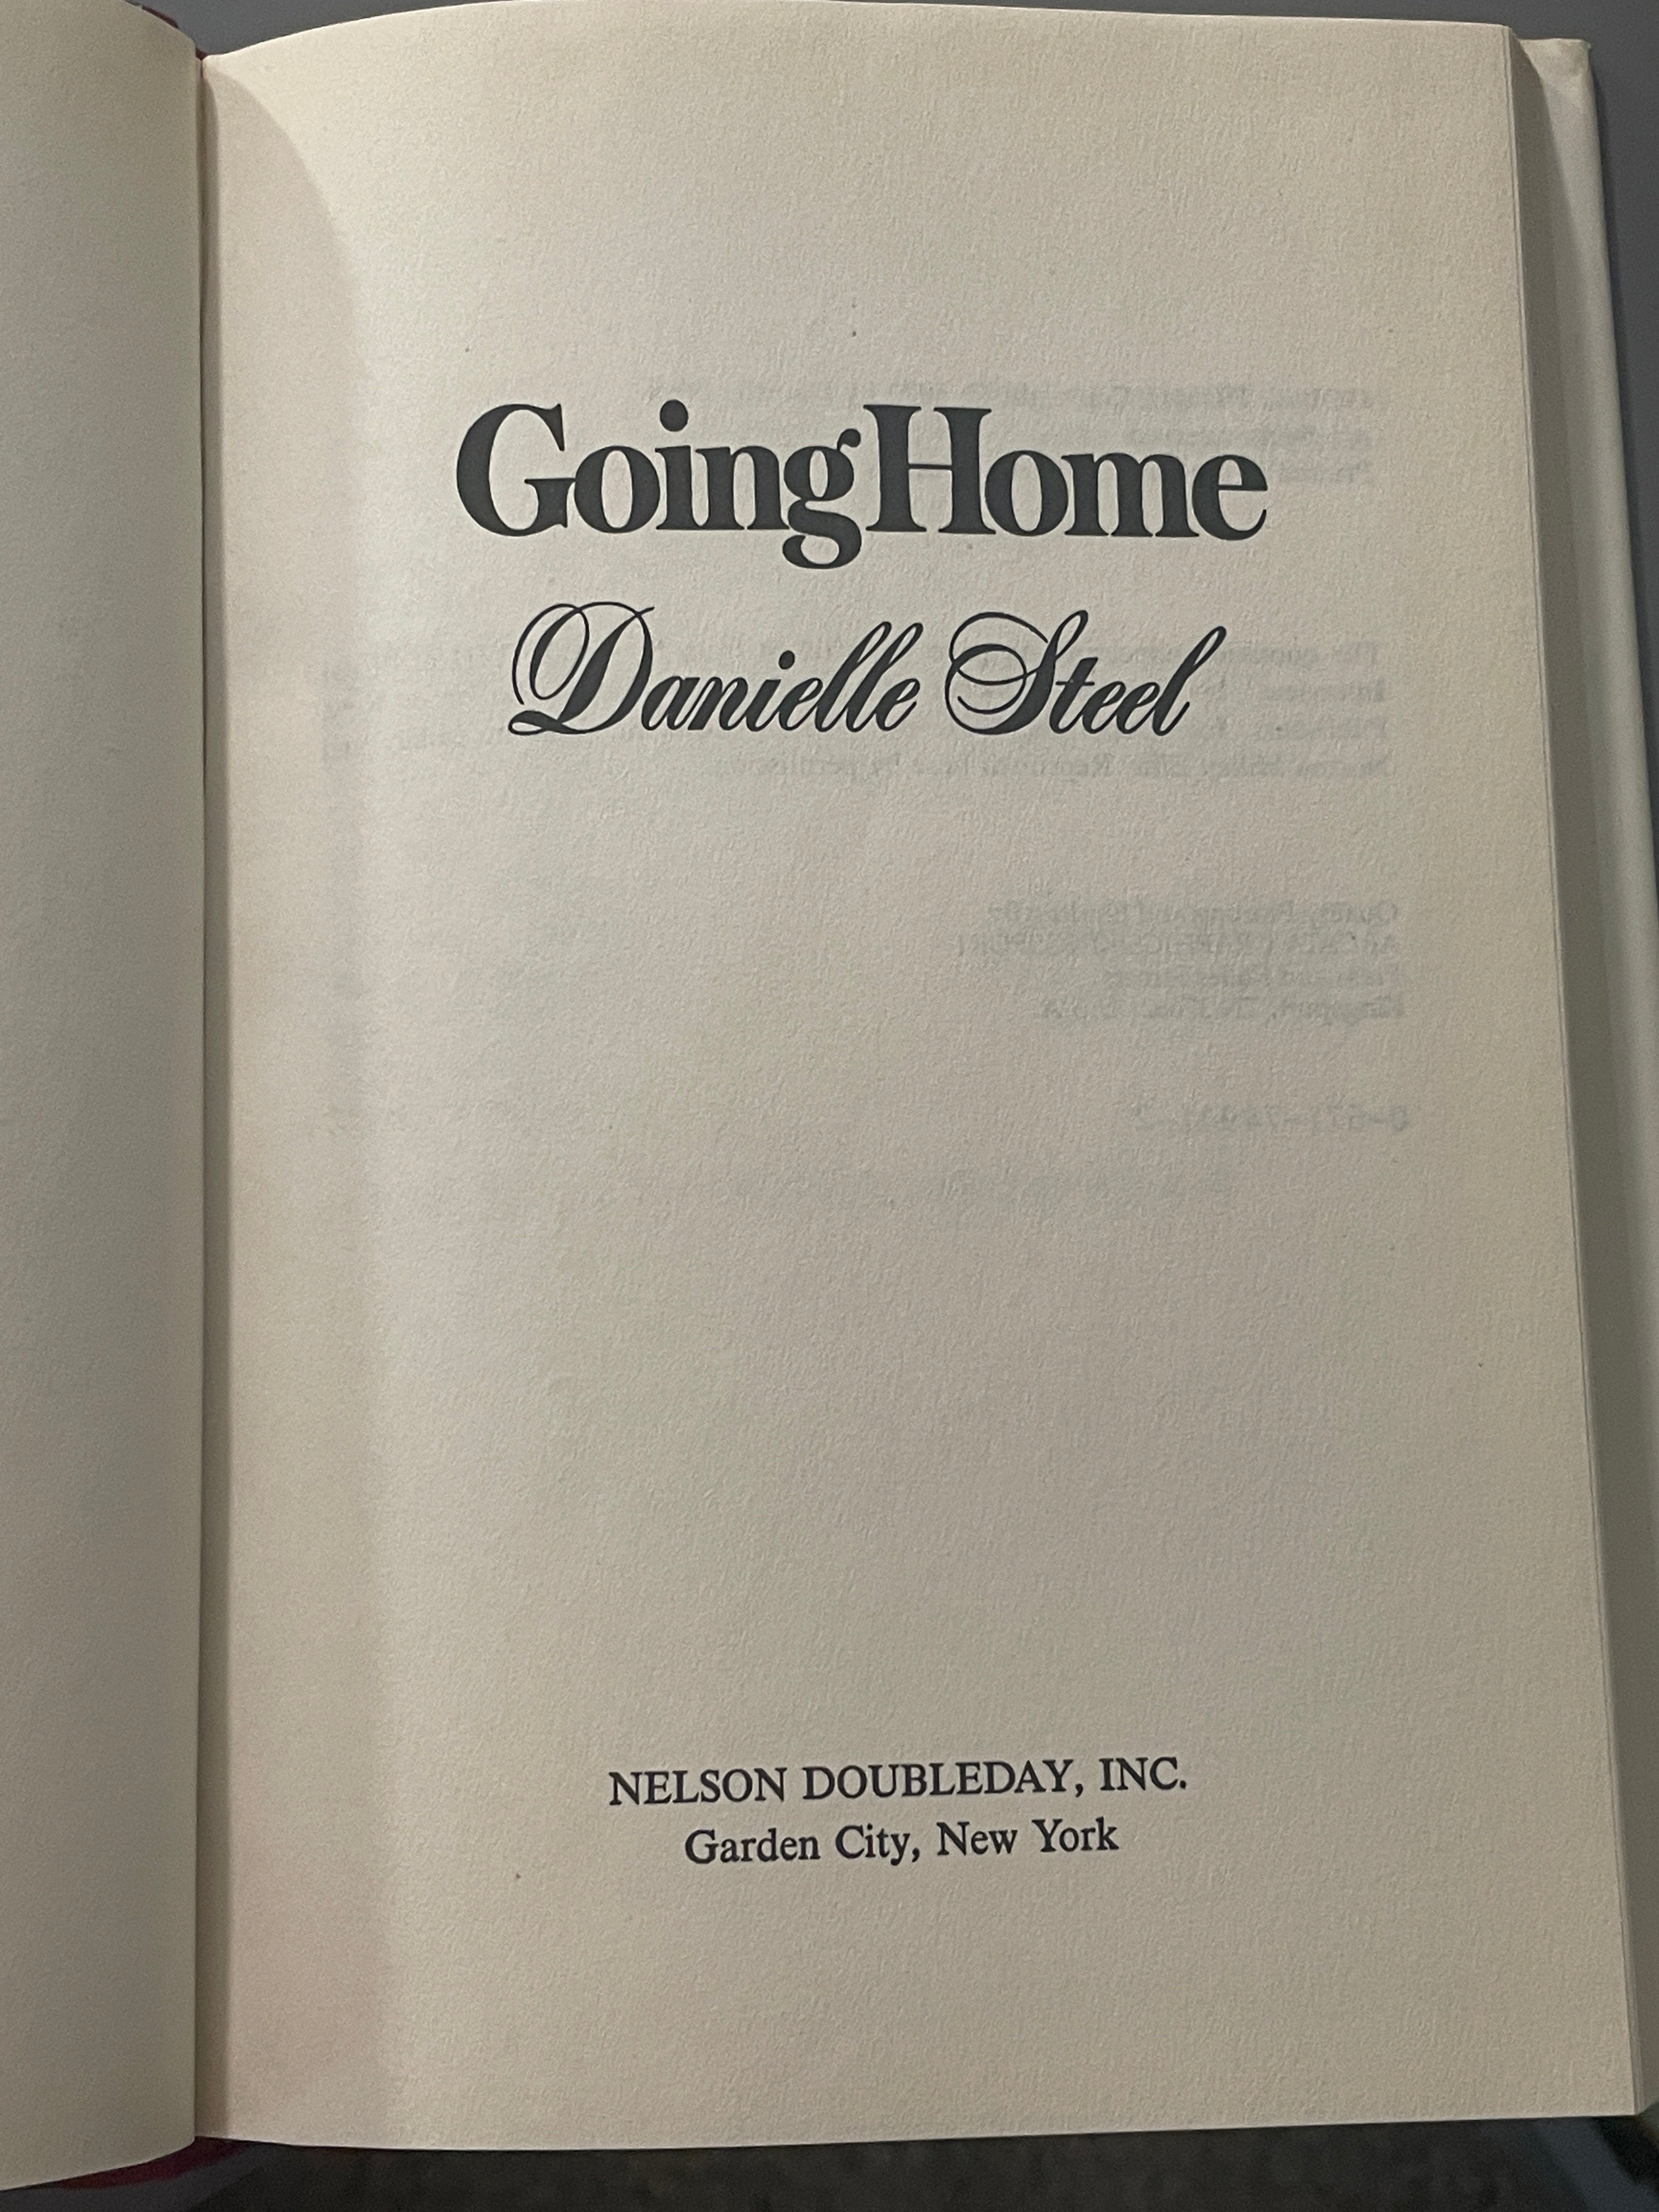 Going Home
Danielle Steel
NELSON DOUBLEDAY, INC.
Garden City, New York